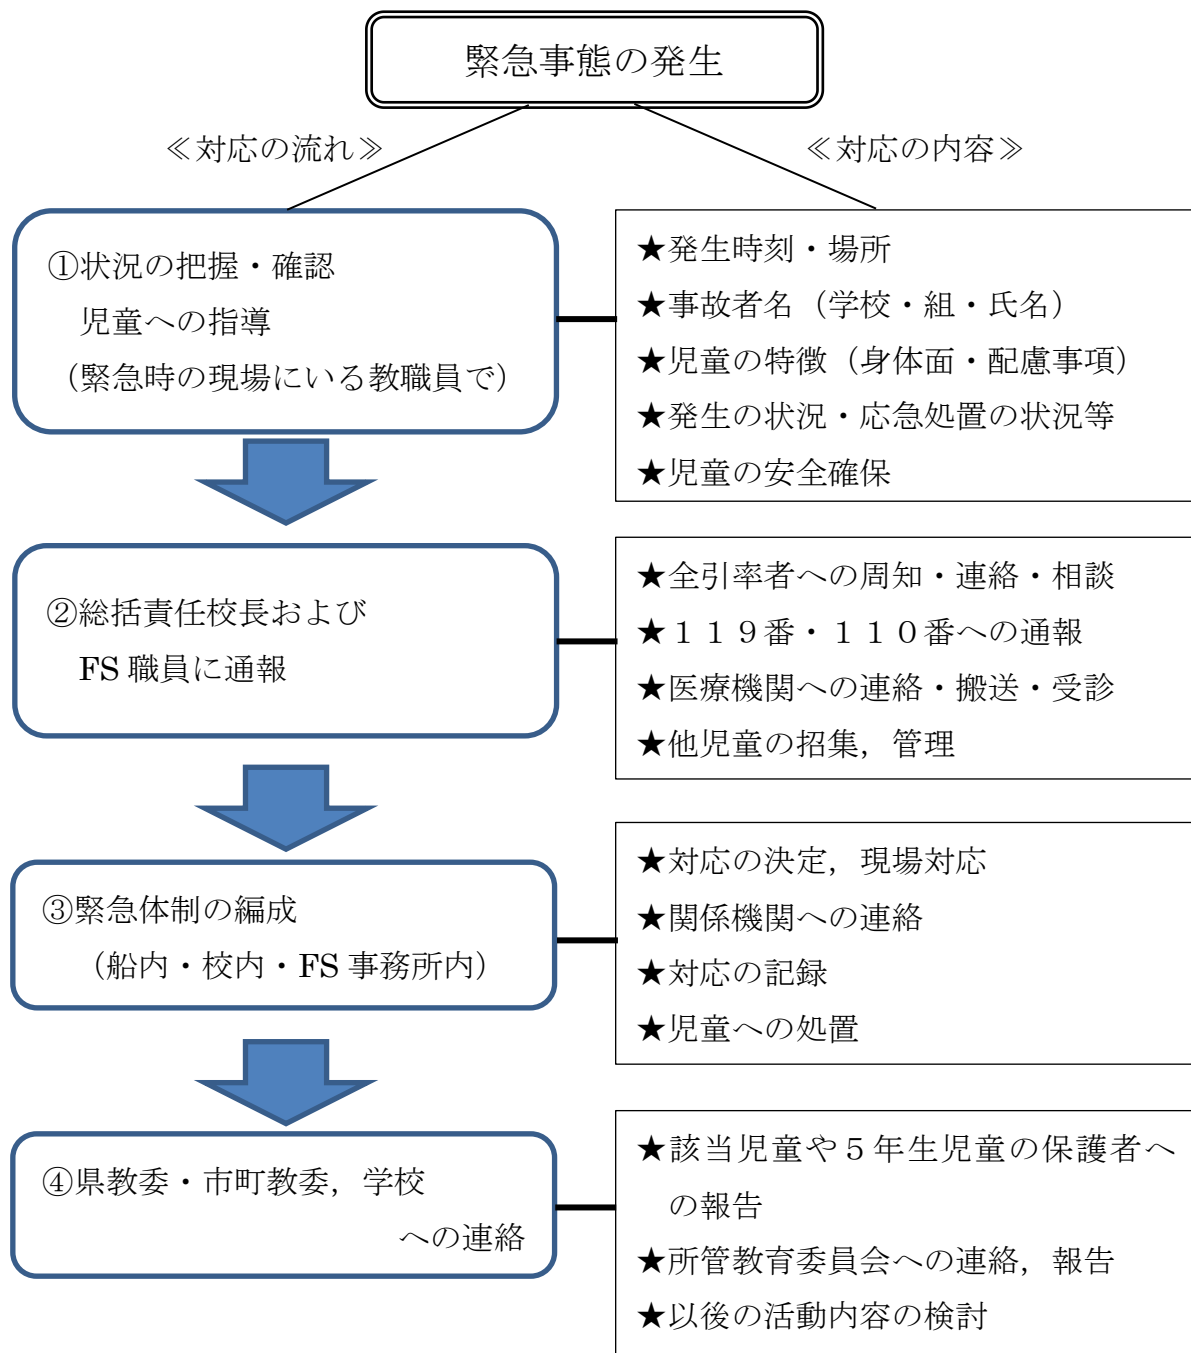 緊急事態の発生
≪対応の流れ≫
≪対応の内容≫
①状況の把握・確認
児童への指導
（緊急時の現場にいる教職員で）
★発生時刻・場所
★事故者名（学校・組・氏名）
★児童の特徴（身体面・配慮事項）
★発生の状況・応急処置の状況等
★児童の安全確保
②総括責任校長および
FS 職員に通報
★全引率者への周知・連絡・相談
★１１９番・１１０番への通報
★医療機関への連絡・搬送・受診
★他児童の招集，管理
③緊急体制の編成
（船内・校内・FS 事務所内）
★対応の決定，現場対応
★関係機関への連絡
★対応の記録
★児童への処置
④県教委・市町教委，学校
への連絡
★該当児童や５年生児童の保護者へ
の報告
★所管教育委員会への連絡，報告
★以後の活動内容の検討